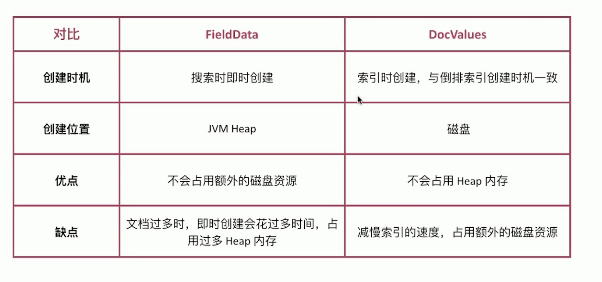 对比 FieldData DocValues
创建时机 搜索时即时创建 索引时创建，与倒排索引创建时机一致
创建位置 JVM Heap 磁盘
优点 不会占用额外的磁盘资源 不会占用 Heap 内存
缺点 文档过多时，即时创建会花过多时间，占 减慢索引的速度，占用额外的磁盘资源
用过多 Heap 内存